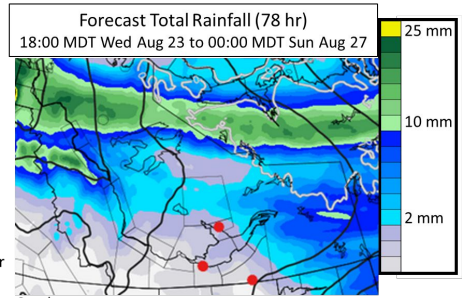 Forecast Total Rainfall (78 hr)
18:00 MDT Wed Aug 23 to 00:00 MDT Sun Aug 27
25 mm
10 mm
2 mm
r